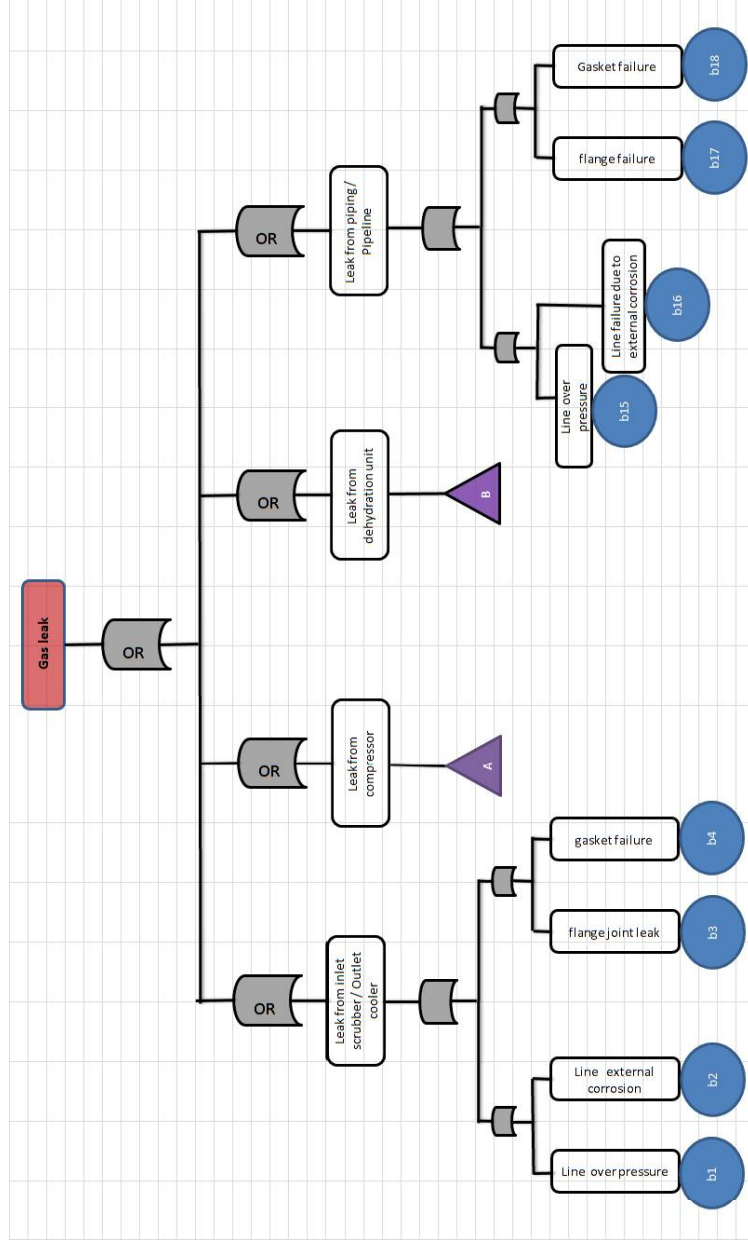 Gas leak
OR
OR
OR
OR
OR
Leak from inlet
scrubber/ Outlet
cooler
Leak from
compressor
Leak from
dehydration unit
Leak from piping/
Pipeline
A
B
Line over pressure
Line external
corrosion
flange joint leak
gasket failure
Line over
pressure
Line failure due to
external corrosion
flange failure
Gasket failure
b1
b2
b3
b4
b15
b16
b17
b18